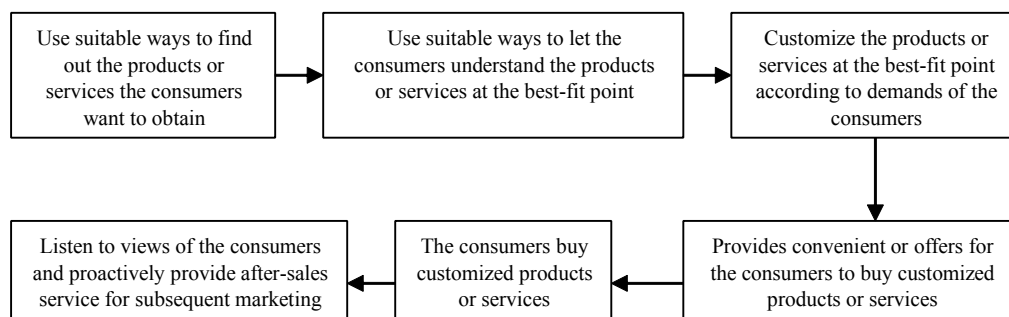 Use suitable ways to find
out the products or
services the consumers
want to obtain
Use suitable ways to let the
consumers understand the products
or services at the best-fit point
Customize the products or
services at the best-fit point
according to demands of the
consumers
Provides convenient or offers for
the consumers to buy customized
products or services
The consumers buy
customized products
or services
Listen to views of the consumers
and proactively provide after-sales
service for subsequent marketing